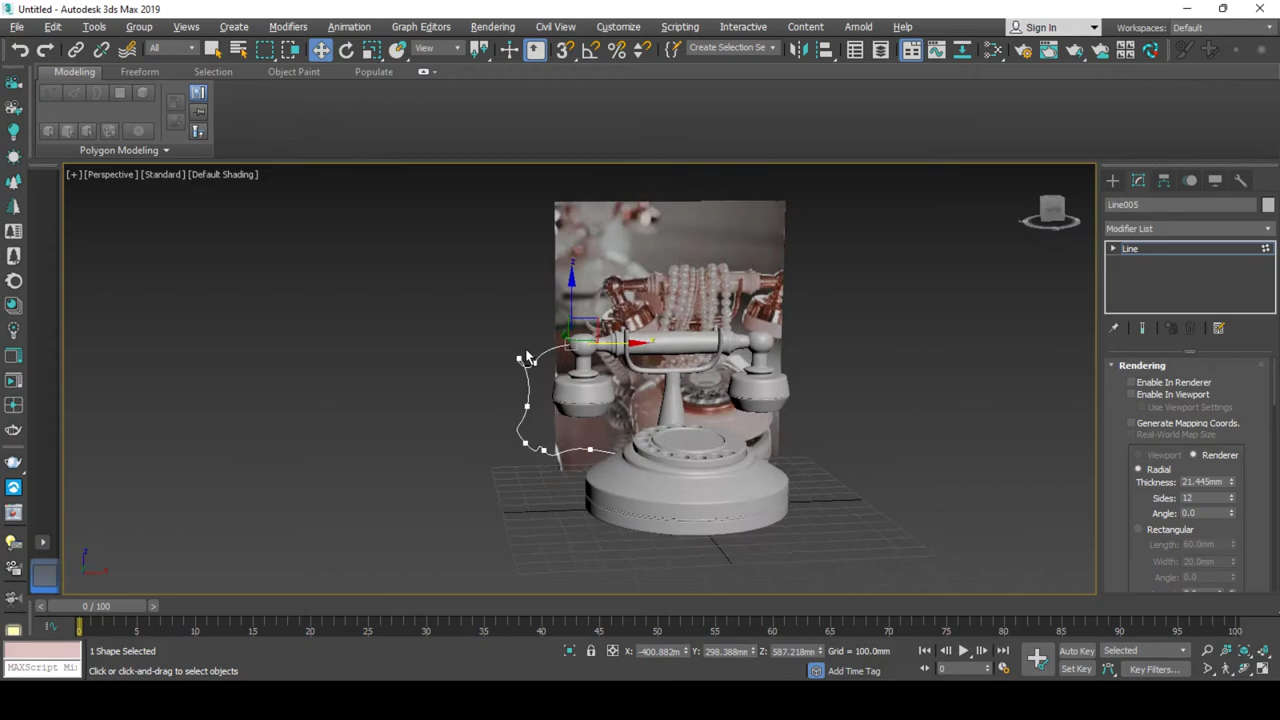 Untitled - Autodesk 3ds Max 2019
File Edit Tools Group Views Create Modifiers Animation Graph Editors Rendering Civil View Customize Scripting Interactive Content Arnold Help
Sign In Workspaces: Default
All View Create Selection Se
Modeling Freeform Selection Object Paint Populate
Polygon Modeling
[+] [Perspective] [Standard] [Default Shading]
Line005
Modifier List
Line
Rendering
Enable In Renderer
Enable In Viewport
Use Viewport Settings
Generate Mapping Coords.
Real-World Map Size
Viewport Renderer
Radial
Thickness: 21.445mm
Sides: 12
Angle: 0.0
Rectangular
Length: 60.0mm
Width: 20.0mm
Angle: 0.0
z
0 / 100
0 5 10 15 20 25 30 35 40 45 50 55 60 65 70 75 80 85 90 95 100
1 Shape Selected
X: -400.882m Y: 298.388mm Z: 587.218mm Grid = 100.0mm
Auto Key Selected
MAXScript Mi
Click or click-and-drag to select objects
Add Time Tag
0
Set Key Key Filters...